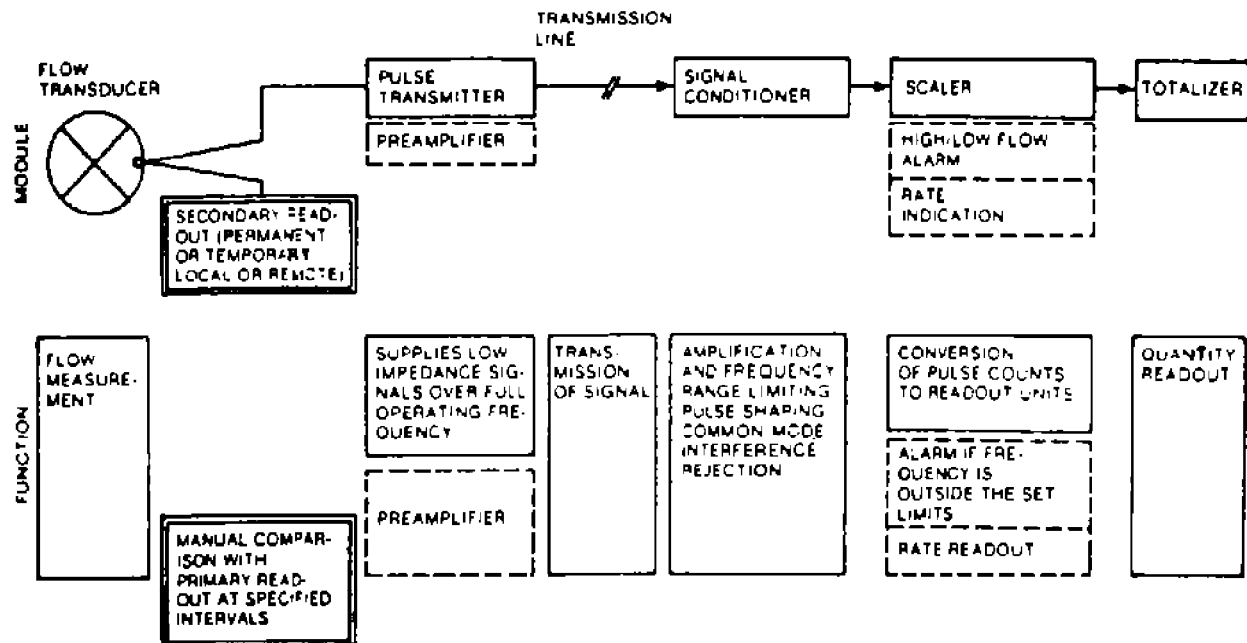 TRANSMISSION
LINE
FLOW
TRANSDUCER
PULSE
TRANSMITTER
SIGNAL
CONDITIONER
SCALER
TOTALIZER
PREAMPLIFIER
HIGH/LOW FLOW
ALARM
RATE
INDICATION
MODULE
SECONDARY READ-
OUT (PERMANENT
OR TEMPORARY
LOCAL OR REMOTE)
FUNCTION
FLOW
MEASURE-
MENT
MANUAL COMPAR-
ISON WITH
PRIMARY READ-
OUT AT SPECIFIED
INTERVALS
SUPPLIES LOW
IMPEDANCE SIG-
NALS OVER FULL
OPERATING FRE-
QUENCY
PREAMPLIFIER
TRANS-
MISSION
OF SIGNAL
AMPLIFICATION
AND FREQUENCY
RANGE LIMITING
PULSE SHAPING
COMMON MODE
INTERFERENCE
REJECTION
CONVERSION
OF PULSE COUNTS
TO READOUT UNITS
ALARM IF FRE-
QUENCY IS
OUTSIDE THE SET
LIMITS
RATE READOUT
QUANTITY
READOUT